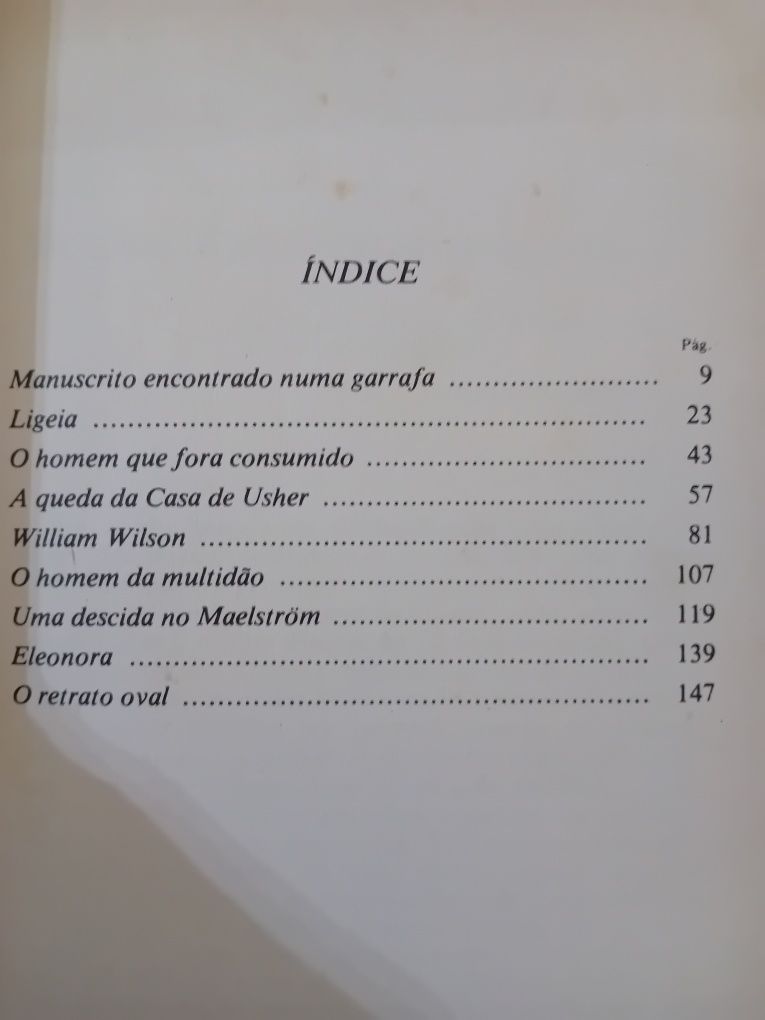 ÍNDICE
Pág.
Manuscrito encontrado numa garrafa ........................ 9
Ligeia ................................................................ 23
O homem que fora consumido ................................ 43
A queda da Casa de Usher ..................................... 57
William Wilson .................................................... 81
O homem da multidão .......................................... 107
Uma descida no Maelström .................................... 119
Eleonora ............................................................ 139
O retrato oval ...................................................... 147